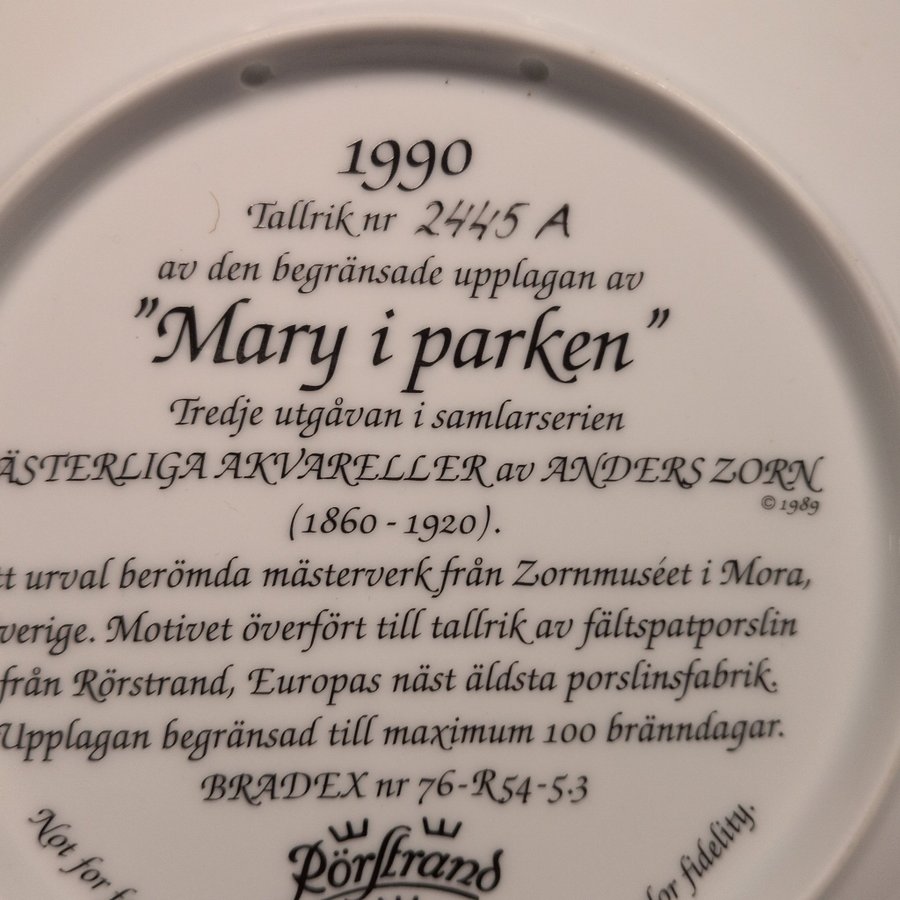 1990
Tallrik nr 2445 A
av den begränsade upplagan av
"Mary i parken"
Tredje utgåvan i samlarserien
ÄSTERLIGA AKVARELLER av ANDERS ZORN
© 1989
(1860 - 1920).
tt urval berömda mästerverk från Zornmuséet i Mora,
verige. Motivet överfört till tallrik av fältspatporslin
från Rörstrand, Europas näst äldsta porslinsfabrik.
Upplagan begränsad till maximum 100 bränndagar.
BRADEX nr 76-R54-5.3
Not for f
Rörstrand
lor fidelity.